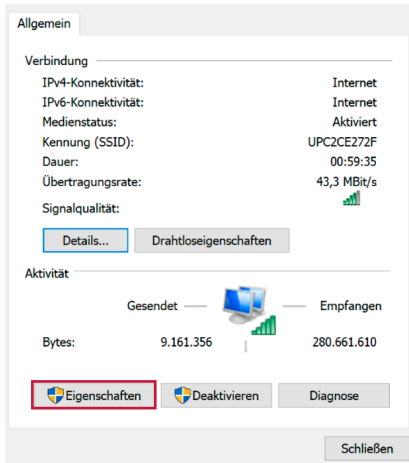 Allgemein
Verbindung
IPv4-Konnektivität: Internet
IPv6-Konnektivität: Internet
Medienstatus: Aktiviert
Kennung (SSID): UPC2CE272F
Dauer: 00:59:35
Übertragungsrate: 43,3 MBit/s
Signalqualität:
Details... Drahtloseigenschaften
Aktivität
Gesendet Empfangen
Bytes: 9.161.356 280.661.610
Eigenschaften Deaktivieren Diagnose
Schließen